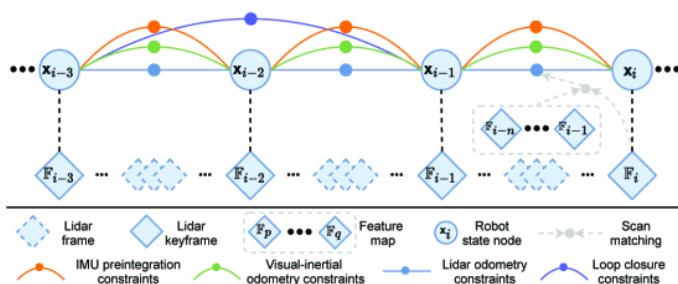 x_{i-3} x_{i-2} x_{i-1} x_i
𝔽_{i-n} 𝔽_{i-1}
𝔽_{i-3} ... ... 𝔽_{i-2} ... ... 𝔽_{i-1} ... ... 𝔽_i
Lidar frame
Lidar keyframe
𝔽_p 𝔽_q
Feature map
x_i
Robot state node
Scan matching
IMU preintegration constraints
Visual-inertial odometry constraints
Lidar odometry constraints
Loop closure constraints